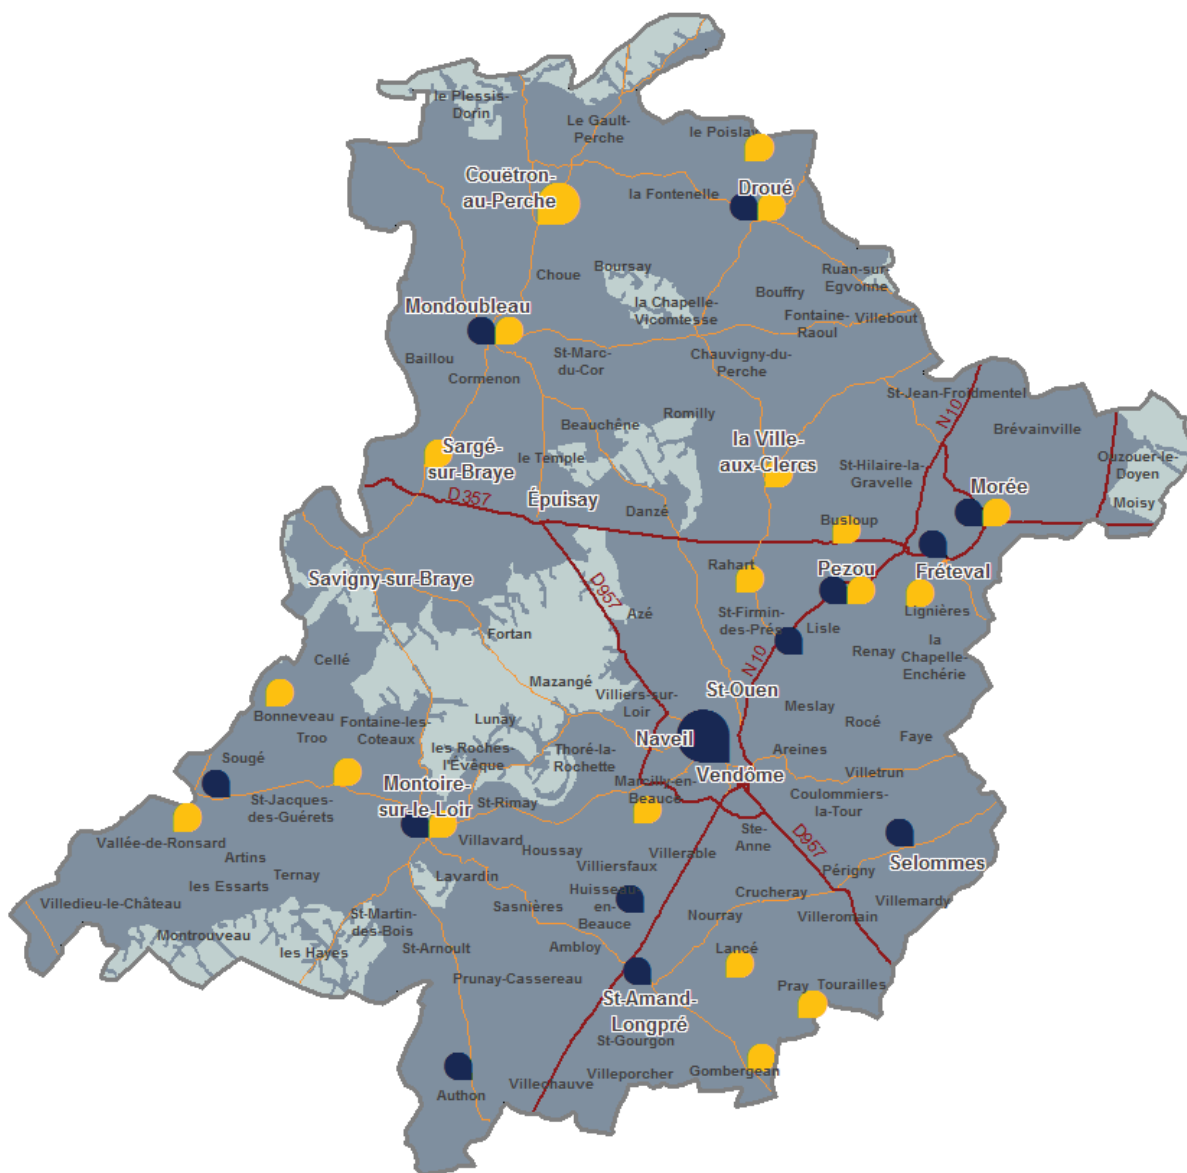 le Plessis-
Dorin
Le Gault-
Perche
le Poislay
Couëtron-
au-Perche
la Fontenelle
Droué
Choue
Boursay
Ruan-sur-
Egvonne
la Chapelle-
Vicomtesse
Bouffry
Mondoubleau
Fontaine-
Raoul
Villebout
Baillou
St-Marc-
du-Cor
Chauvigny-du-
Perche
Cormenon
St-Jean-Froidmentel
N10
Romilly
Beauchêne
Brévainville
Sargé-
sur-Braye
la Ville-
aux-Clercs
le Temple
St-Hilaire-la-
Gravelle
Ouzouer-le-
Doyen
D357
Épuisay
Morée
Moisy
Danzé
Busloup
Savigny-sur-Braye
D957
Rahart
Pezou
Fréteval
Azé
St-Firmin-
des-Prés
Lisle
Lignières
Fortan
Renay
la
Chapelle-
Enchérie
Cellé
N10
Mazangé
Villiers-sur-
Loir
St-Ouen
Bonneveau
Troo
Fontaine-les-
Coteaux
Lunay
Meslay
Rocé
Faye
Sougé
les Roches-
l'Evêque
Thoré-la-
Rochette
Naveil
Areines
Vendôme
Villetrun
Montoire-
sur-le-Loir
Marcilly-en-
Beauce
Coulommiers-
la-Tour
St-Jacques-
des-Guérets
St-Rimay
Vallée-de-Ronsard
Villavard
Houssay
Villerable
Ste-
Anne
D957
Selommes
Artins
Ternay
Villiersfaux
Périgny
les Essarts
Lavardin
Huisseau
en-
Beauce
Crucheray
Villemardy
Villedieu-le-Château
Sasnières
Nourray
Villeromain
St-Martin-
des-Bois
Montrouveau
les Hayes
St-Arnoult
Ambloy
Lancé
Prunay-Cassereau
Pray
Tourailles
St-Amand-
Longpré
St-Gourgon
Authon
Villechauve
Villeporcher
Gombergean